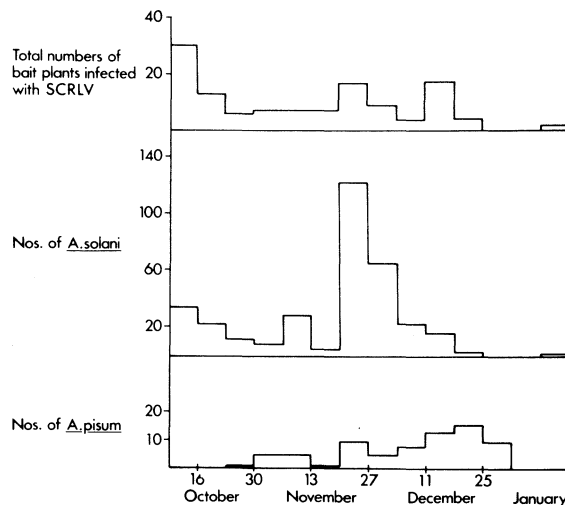 Total numbers of
bait plants infected
with SCRLV
40
20
Nos. of A.solani
140
100
60
20
Nos. of A.pisum
20
10
16 30 13 27 11 25
October November December January